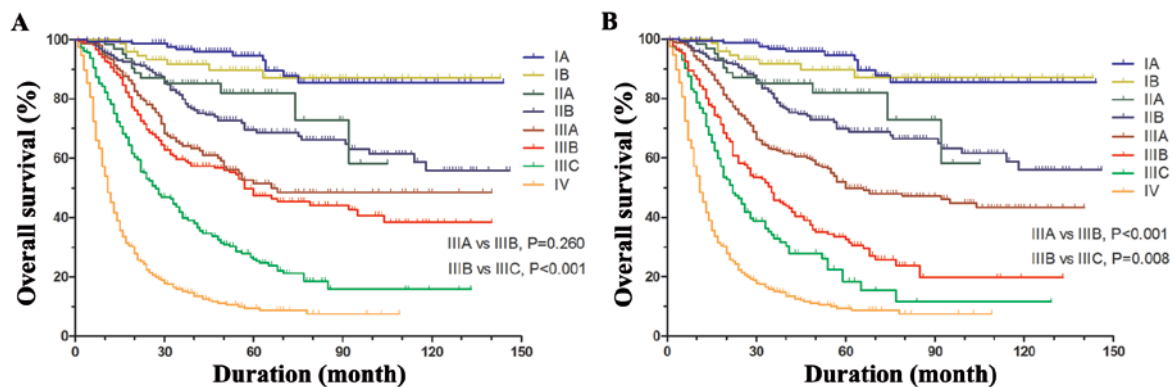 A
Overall survival (%)
100
80
60
40
20
0
0 30 60 90 120 150
Duration (month)
IA
IB
IIA
IIB
IIIA
IIIB
IIIC
IV
IIIA vs IIIB, P=0.260
IIIB vs IIIC, P<0.001
B
Overall survival (%)
100
80
60
40
20
0
0 30 60 90 120 150
Duration (month)
IA
IB
IIA
IIB
IIIA
IIIB
IIIC
IV
IIIA vs IIIB, P<0.001
IIIB vs IIIC, P=0.008